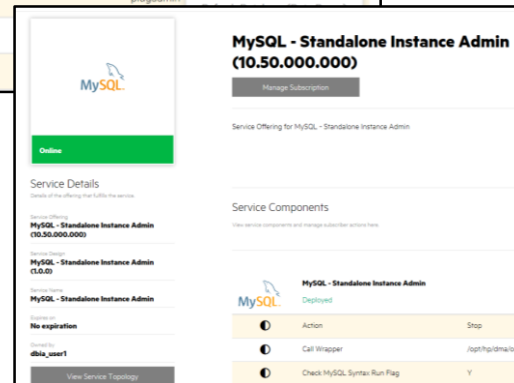 MySQL - Standalone Instance Admin
(10.50.000.000)
Manage Subscription
MySQL
Online
Service Offering for MySQL - Standalone Instance Admin
Service Details
Details of the offering that fulfills the service.
Service Offering
MySQL - Standalone Instance Admin
(10.50.000.000)
Service Design
MySQL - Standalone Instance Admin
(1.0.0)
Service Name
MySQL - Standalone Instance Admin
Expires on
No expiration
Owned by
dbia_user1
View Service Topology
Service Components
View service components and manage subscriber actions here.
MySQL
MySQL - Standalone Instance Admin
Deployed
Action Stop
Call Wrapper /opt/hp/dma/c
Check MySQL Syntax Run Flag Y